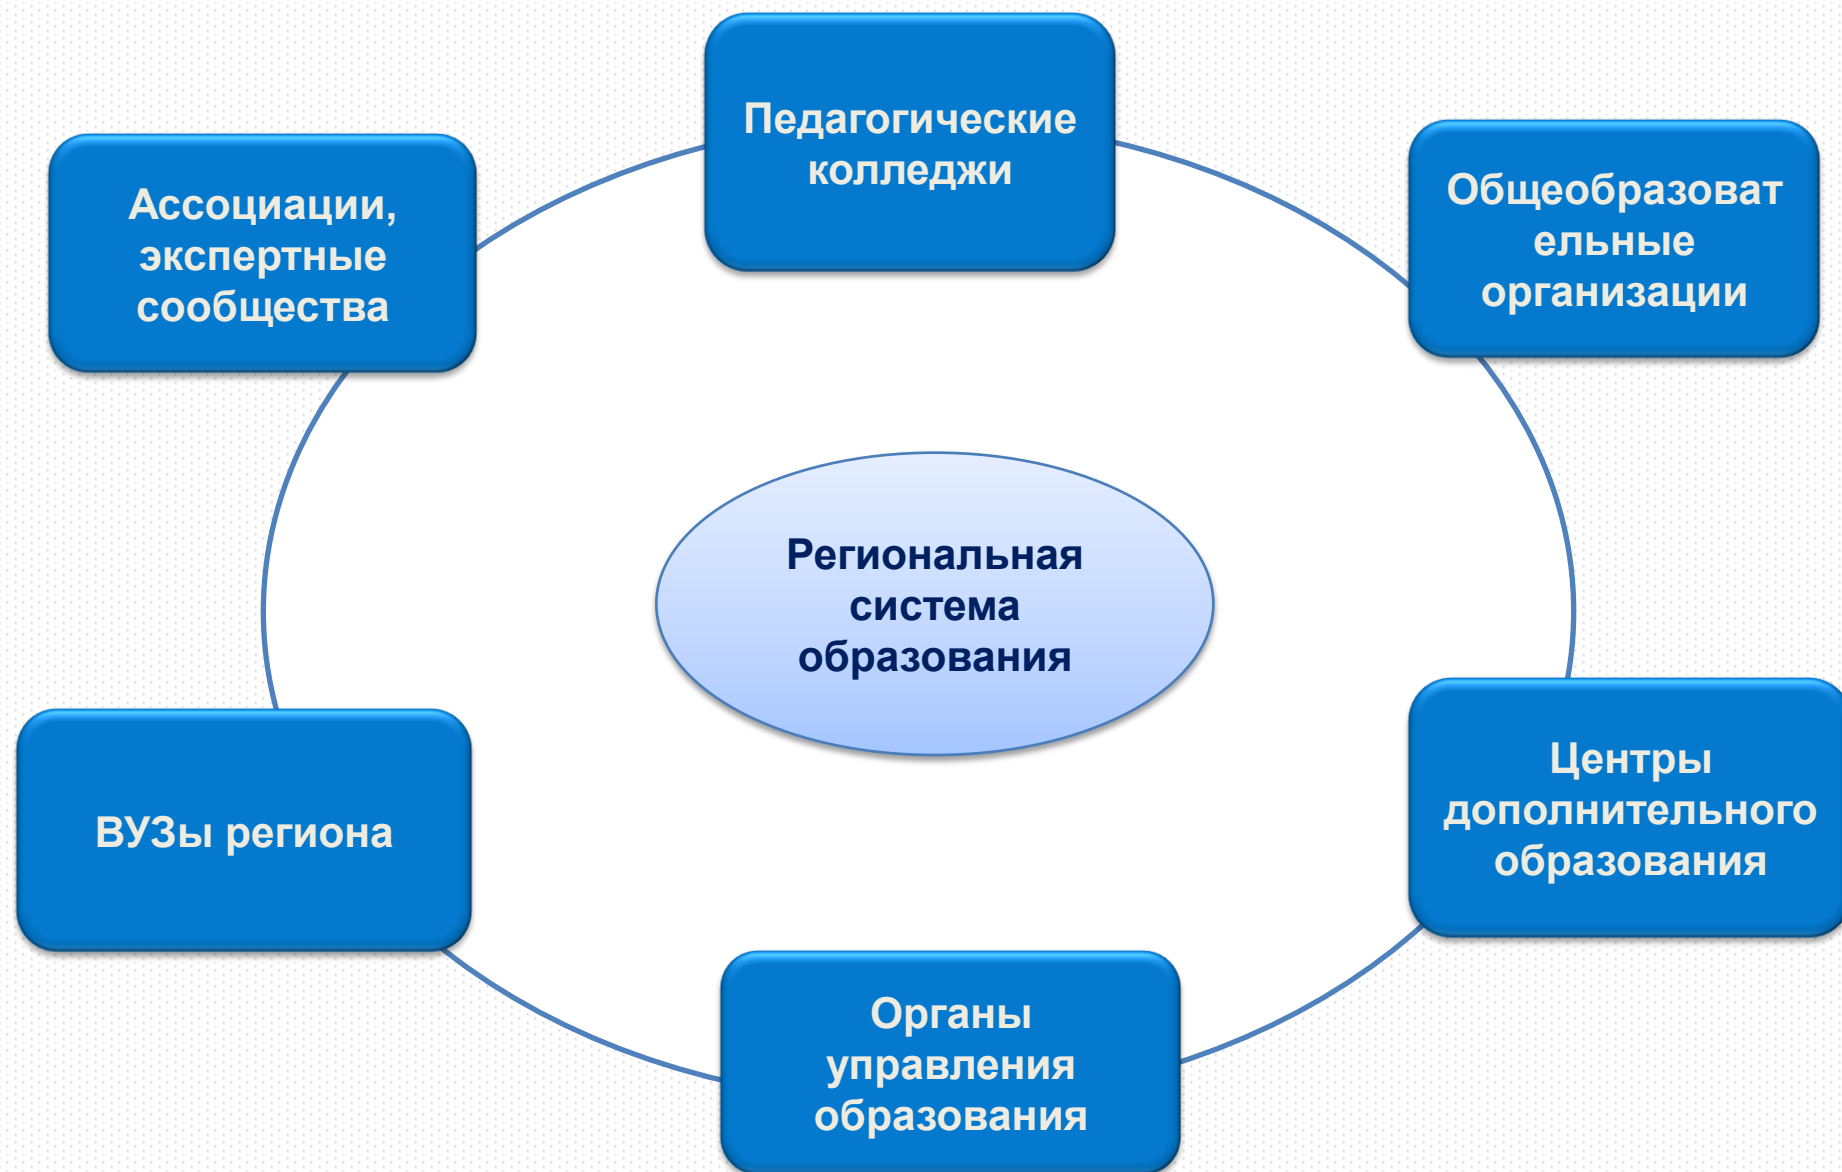 Педагогические
колледжи
Ассоциации,
экспертные
сообщества
Общеобразоват
ельные
организации
Региональная
система
образования
ВУЗы региона
Центры
дополнительного
образования
Органы
управления
образования